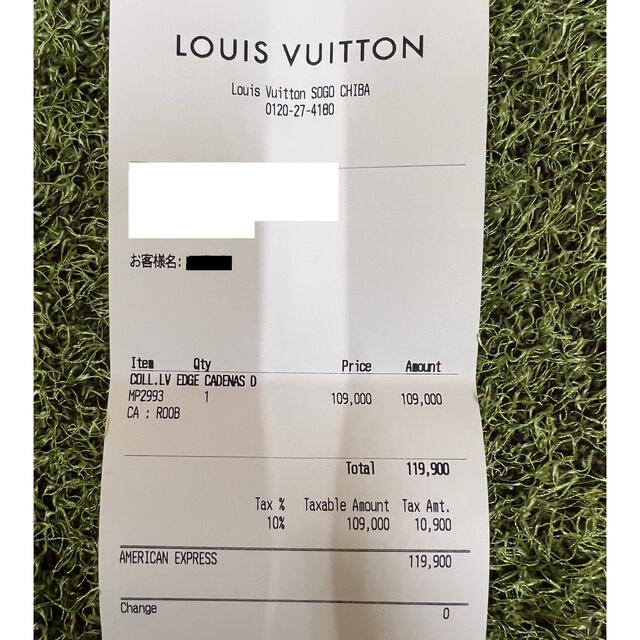 LOUIS VUITTON
Louis Vuitton SOGO CHIBA
0120-27-4180
お客様名:
Item Qty Price Amount
COLL.LV EDGE CADENAS D
MP2993 1 109,000 109,000
CA : R00B
Total 119,900
Tax % Taxable Amount Tax Amt.
10% 109,000 10,900
AMERICAN EXPRESS 119,900
Change 0